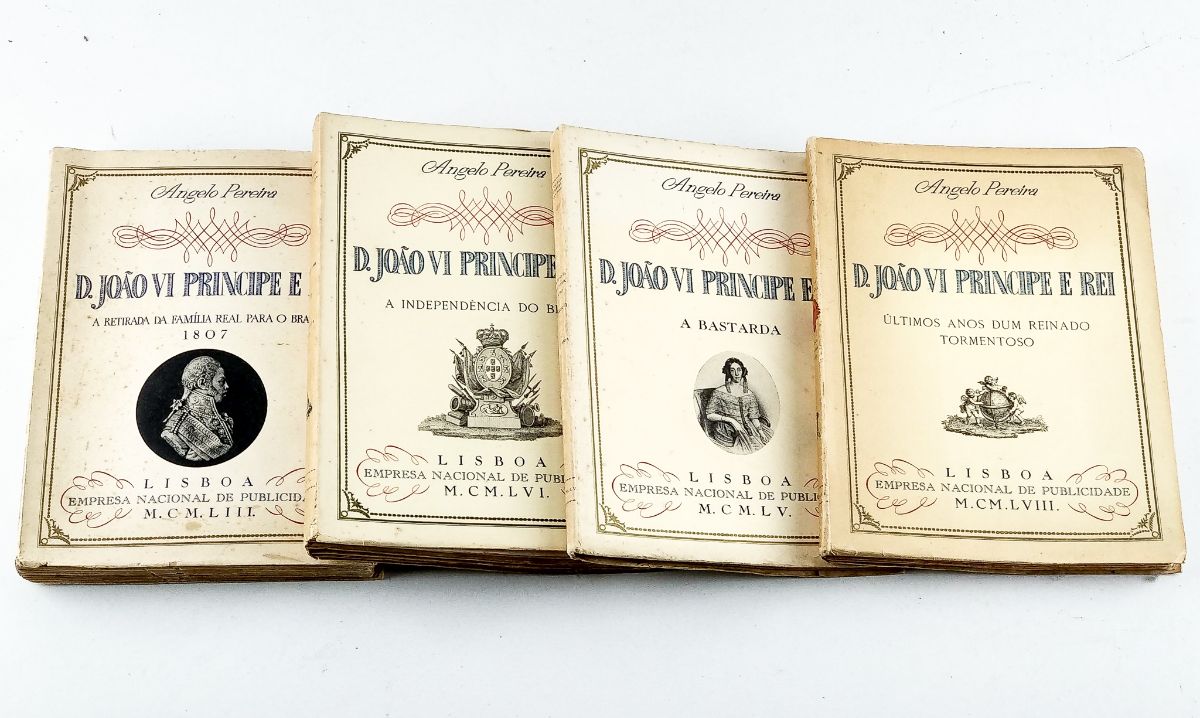 Angelo Pereira
D. JOÃO VI PRINCIPE E
A RETIRADA DA FAMÍLIA REAL PARA O BRA
1807
LISBOA
EMPRESA NACIONAL DE PUBLICIDA
M.C.M.LIII.
Angelo Pereira
D. JOÃO VI PRINCIPE
A INDEPENDÊNCIA DO B
LISBOA
EMPRESA NACIONAL DE PUBL
M.CM.LVI.
Angelo Pereira
D. JOÃO VI PRINCIPE E
A BASTARDA
LISBOA
EMPRESA NACIONAL DE PUBLIC
M.CM.LV.
Angelo Pereira
D. JOÃO VI PRINCIPE E REI
ÚLTIMOS ANOS DUM REINADO
TORMENTOSO
LISBOA
EMPRESA NACIONAL DE PUBLICIDADE
M.CM.LVIII.